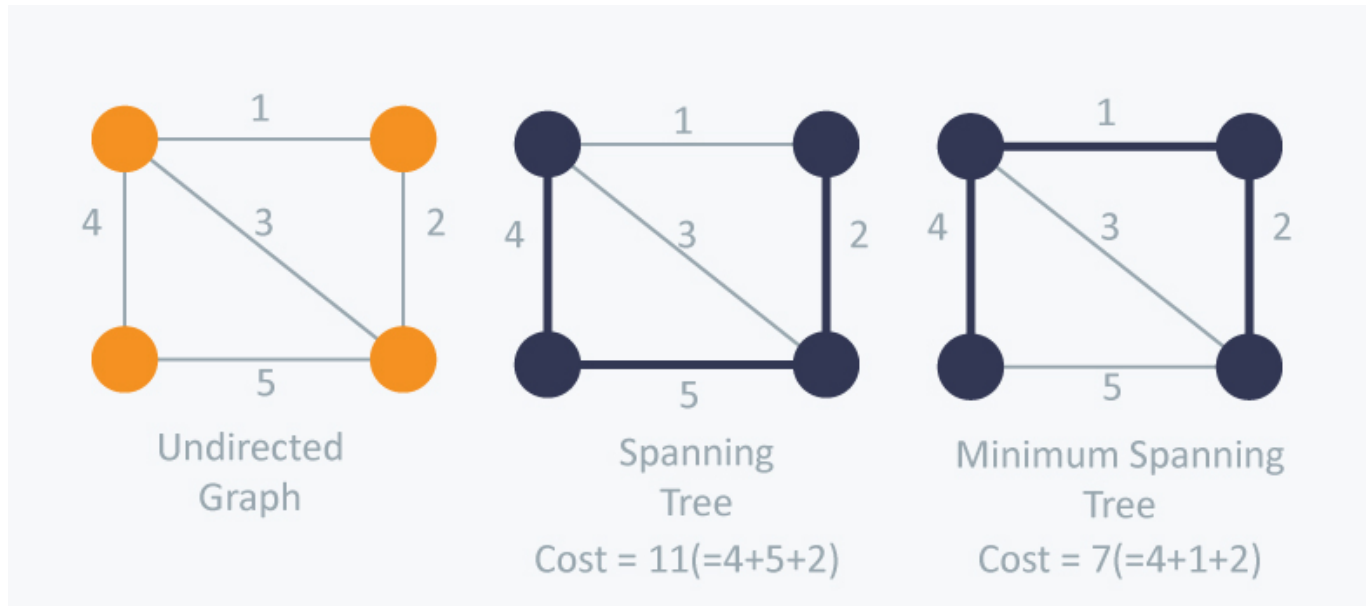 1
4
3
2
5
Undirected
Graph
1
4
3
2
5
Spanning
Tree
Cost = 11(=4+5+2)
1
4
3
2
5
Minimum Spanning
Tree
Cost = 7(=4+1+2)